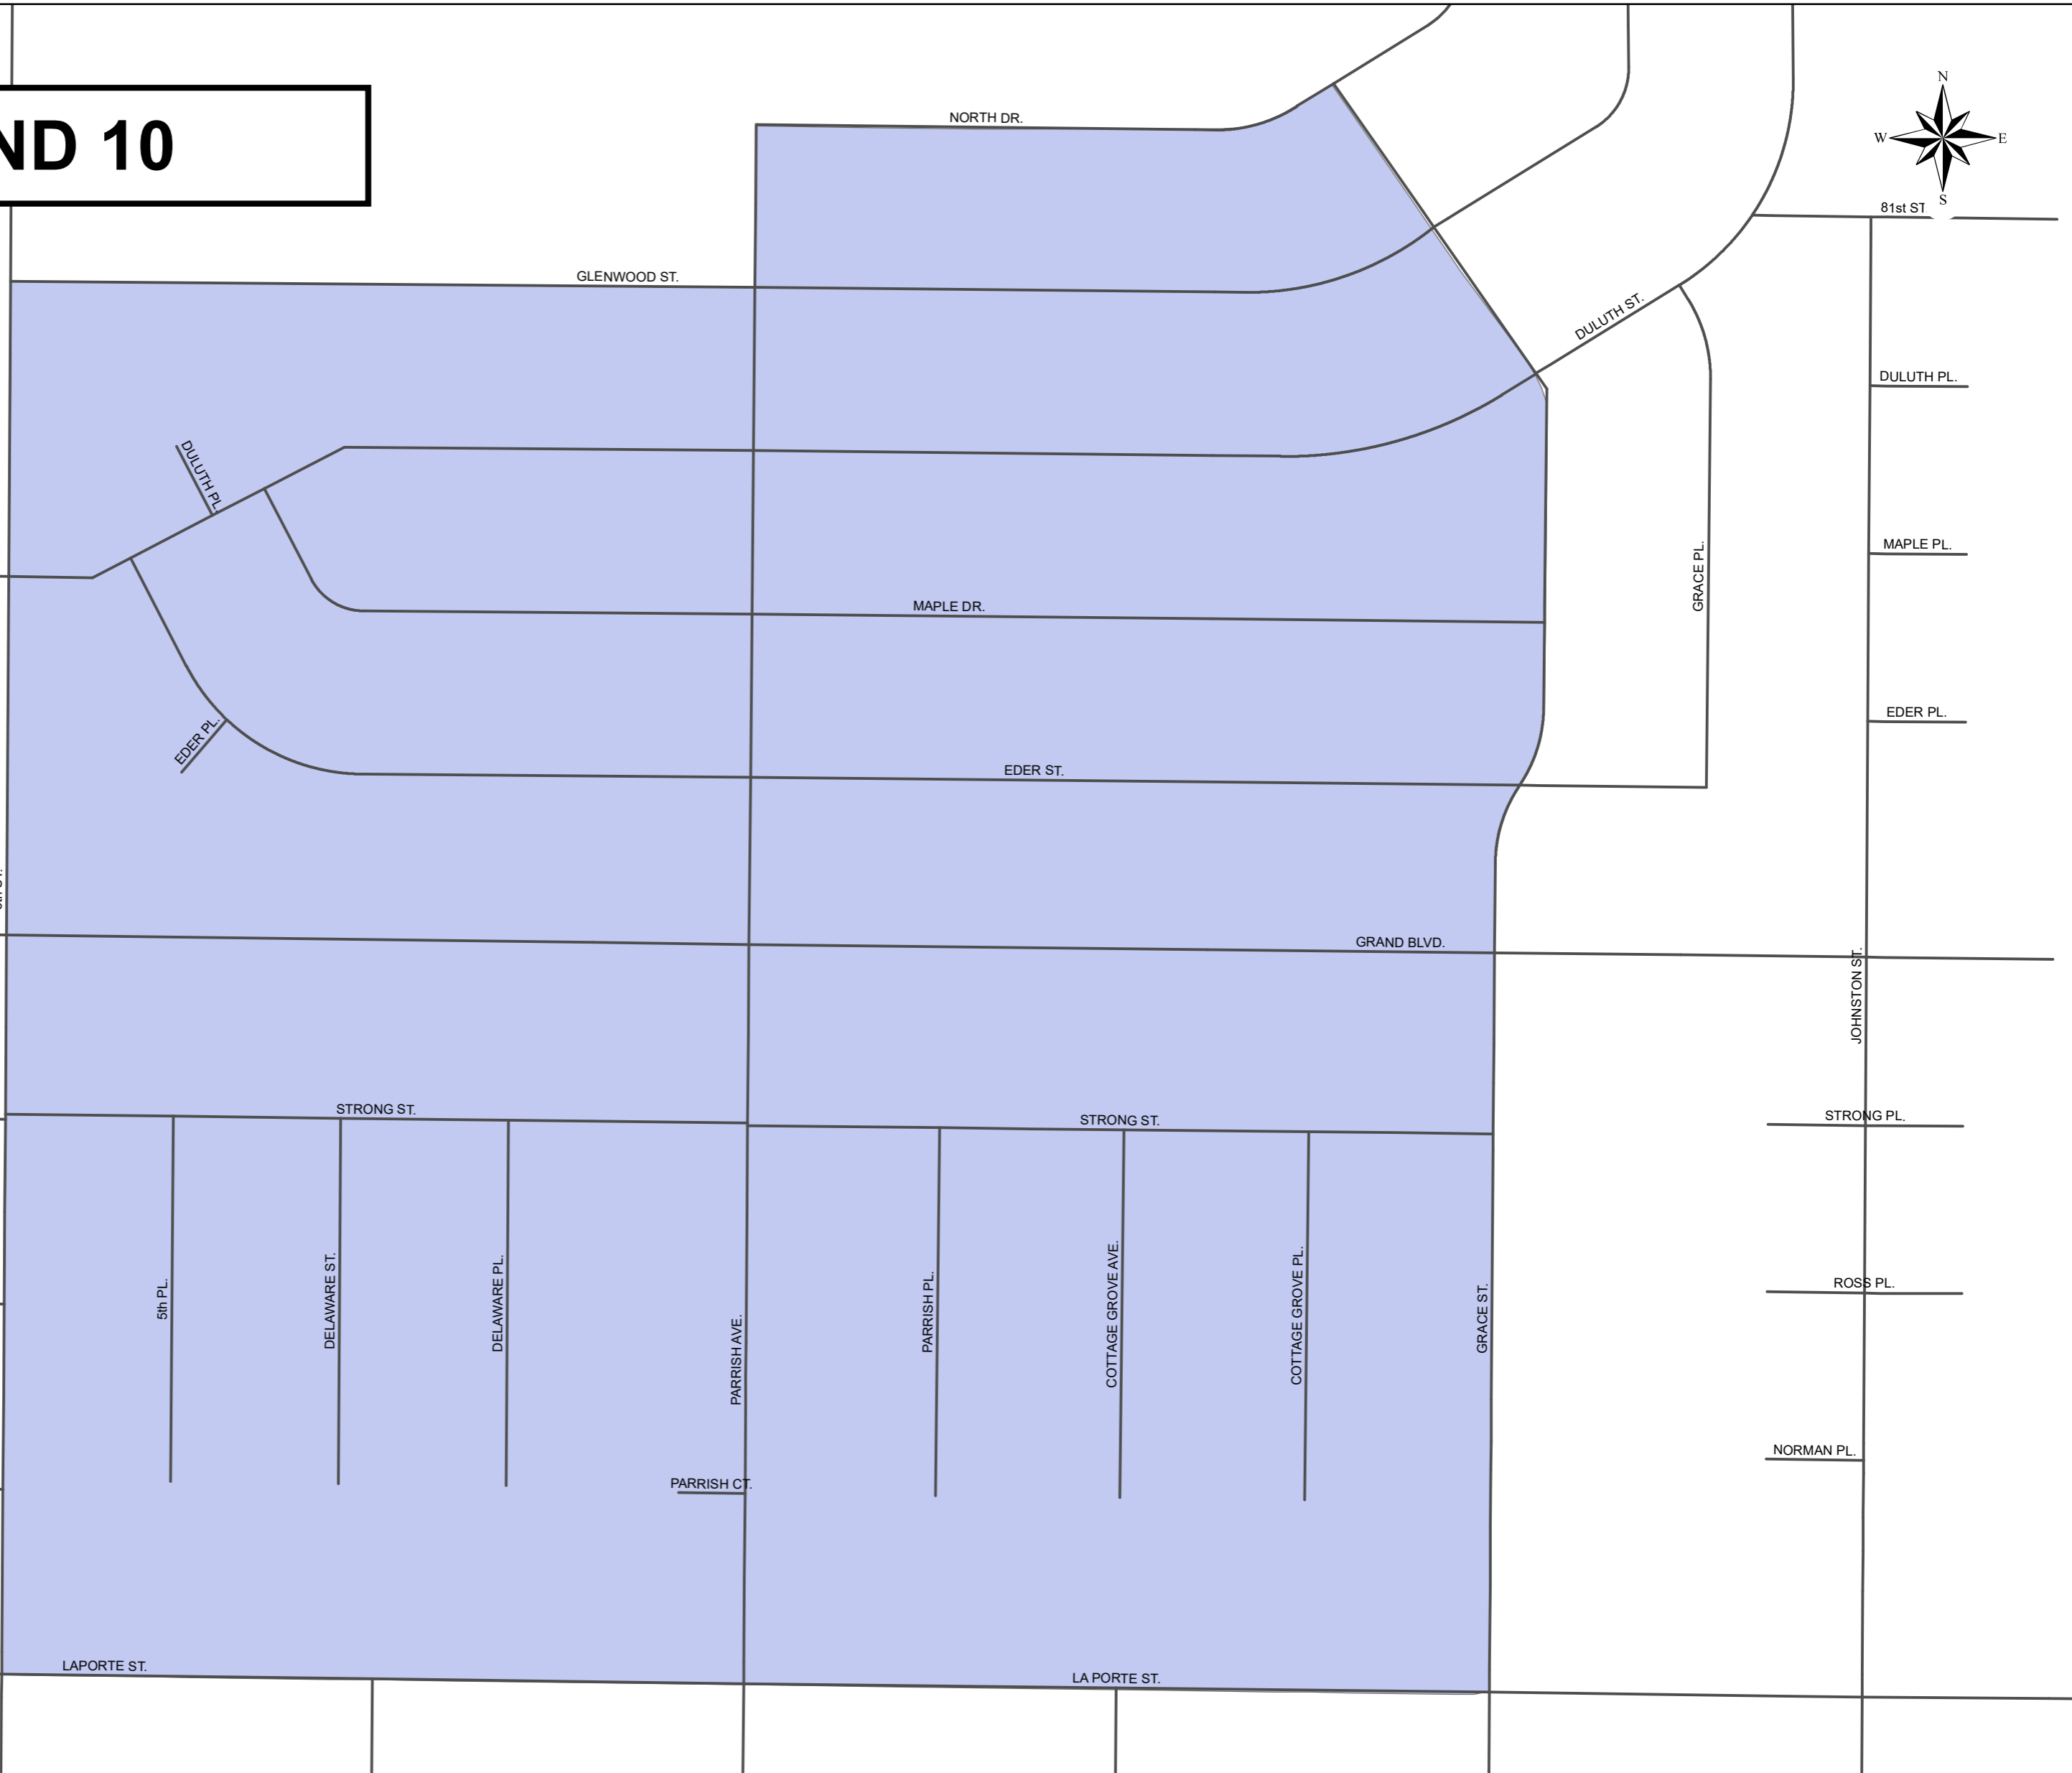 N
NORTH DR.
ND 10
W
E
S
81st ST
GLENWOOD ST.
DULUTH ST.
DULUTH PL.
DULUTH PL.
MAPLE PL.
GRACE PL.
MAPLE DR.
EDER PL.
EDER PL.
EDER ST.
GRAND BLVD.
JOHNSTON ST.
STRONG ST.
STRONG ST.
STRONG PL.
5th PL.
DELAWARE ST.
DELAWARE PL.
PARRISH AVE.
PARRISH PL.
COTTAGE GROVE AVE.
COTTAGE GROVE PL.
GRACE ST.
ROSS PL.
NORMAN PL.
PARRISH CT.
LAPORTE ST.
LA PORTE ST.